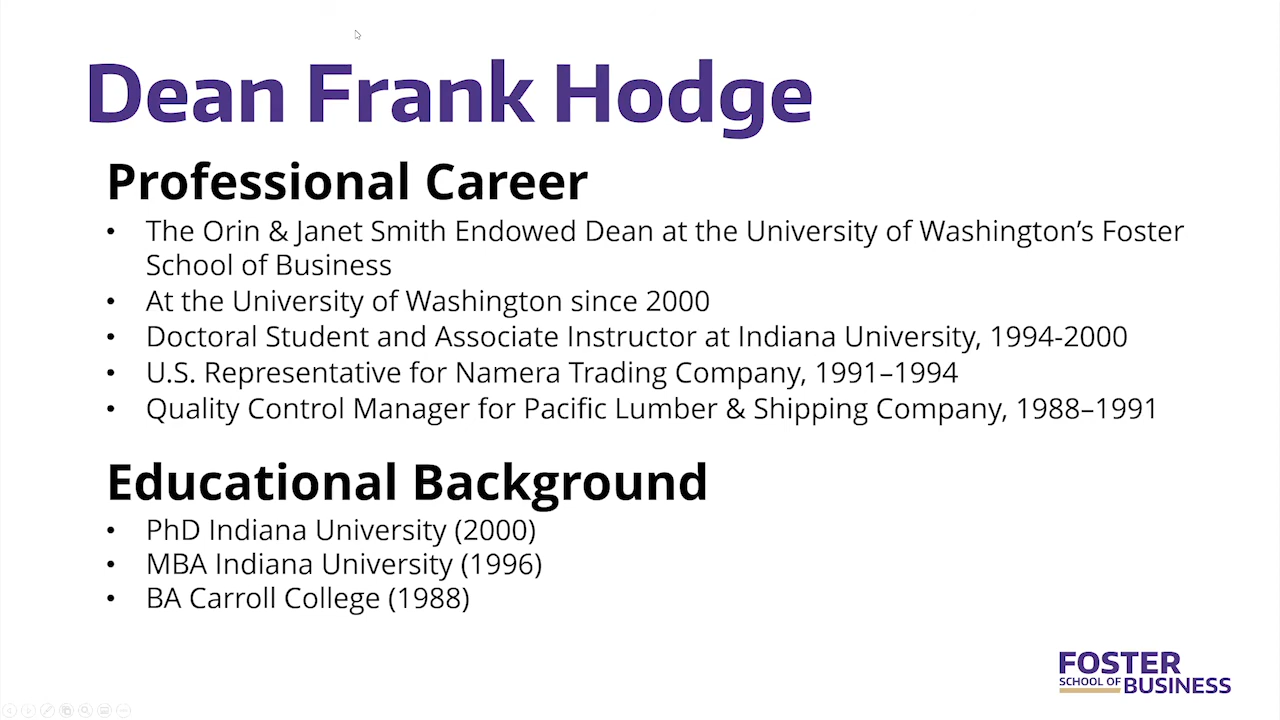 Dean Frank Hodge
Professional Career
• The Orin & Janet Smith Endowed Dean at the University of Washington’s Foster
School of Business
• At the University of Washington since 2000
• Doctoral Student and Associate Instructor at Indiana University, 1994-2000
• U.S. Representative for Namera Trading Company, 1991–1994
• Quality Control Manager for Pacific Lumber & Shipping Company, 1988–1991
Educational Background
• PhD Indiana University (2000)
• MBA Indiana University (1996)
• BA Carroll College (1988)
FOSTER
SCHOOL OF BUSINESS